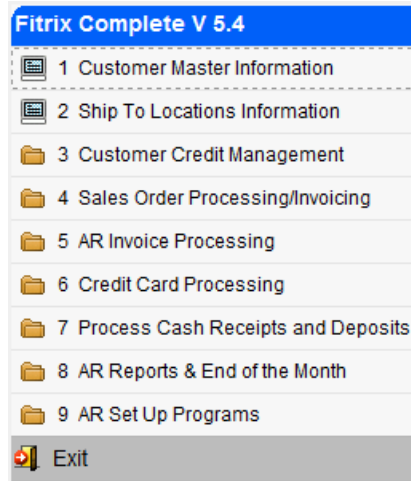 Fitrix Complete V 5.4
1 Customer Master Information
2 Ship To Locations Information
3 Customer Credit Management
4 Sales Order Processing/Invoicing
5 AR Invoice Processing
6 Credit Card Processing
7 Process Cash Receipts and Deposits
8 AR Reports & End of the Month
9 AR Set Up Programs
Exit